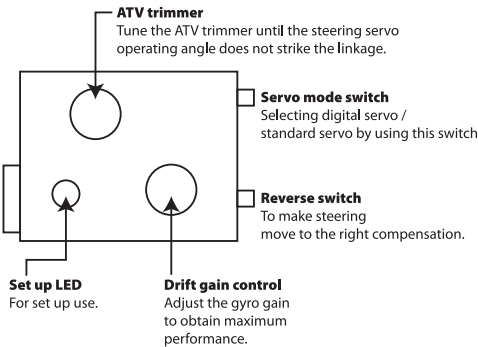 ATV trimmer
Tune the ATV trimmer until the steering servo
operating angle does not strike the linkage.
Servo mode switch
Selecting digital servo /
standard servo by using this switch
Reverse switch
To make steering
move to the right compensation.
Set up LED
For set up use.
Drift gain control
Adjust the gyro gain
to obtain maximum
performance.